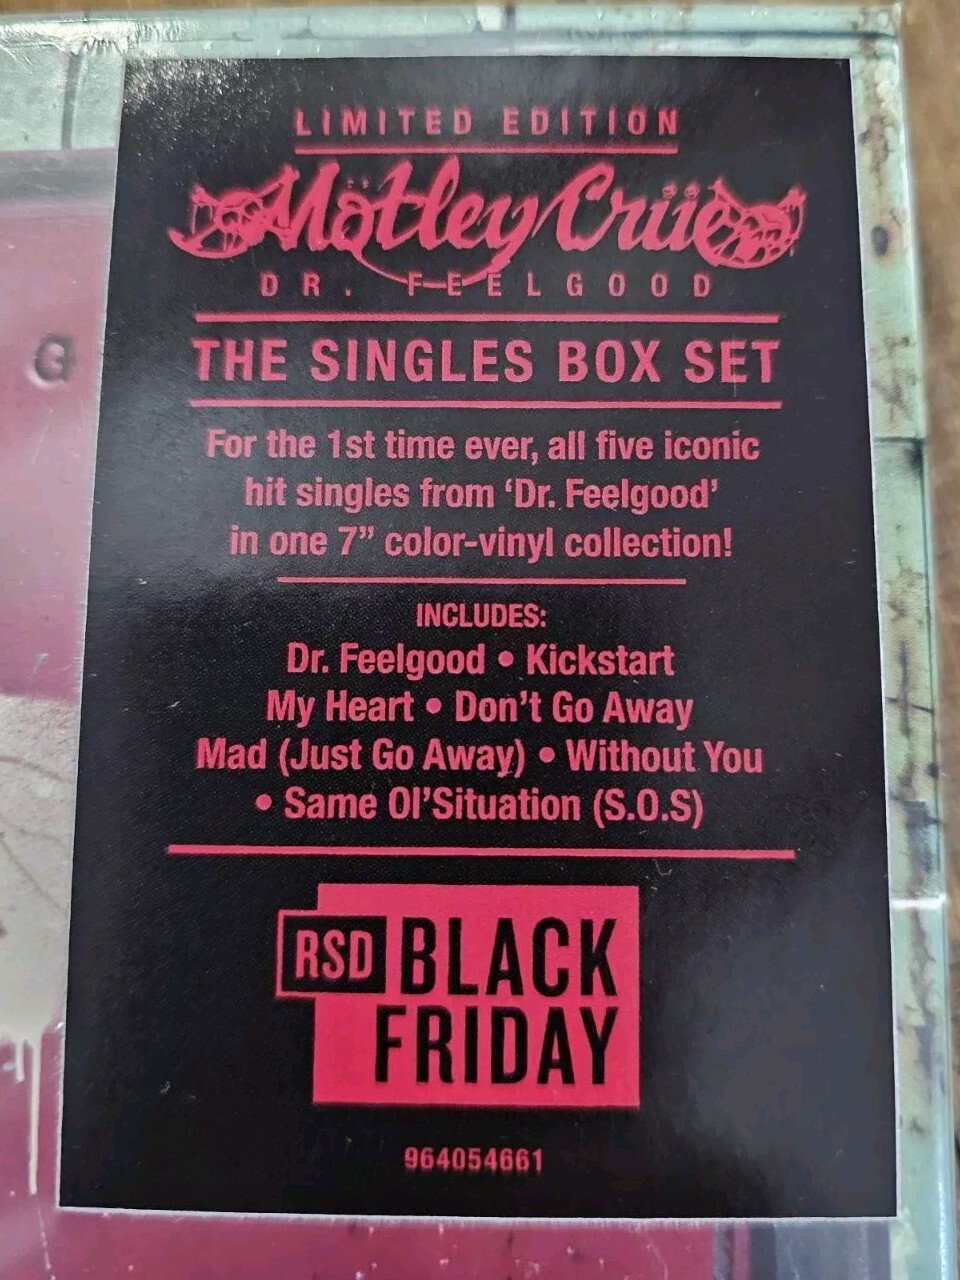 LIMITED EDITION
Mötley Crüe
DR. FEELGOOD
THE SINGLES BOX SET
For the 1st time ever, all five iconic
hit singles from ‘Dr. Feelgood’
in one 7” color-vinyl collection!
INCLUDES:
Dr. Feelgood • Kickstart
My Heart • Don’t Go Away
Mad (Just Go Away) • Without You
• Same Ol’Situation (S.O.S)
RSD BLACK
FRIDAY
964054661